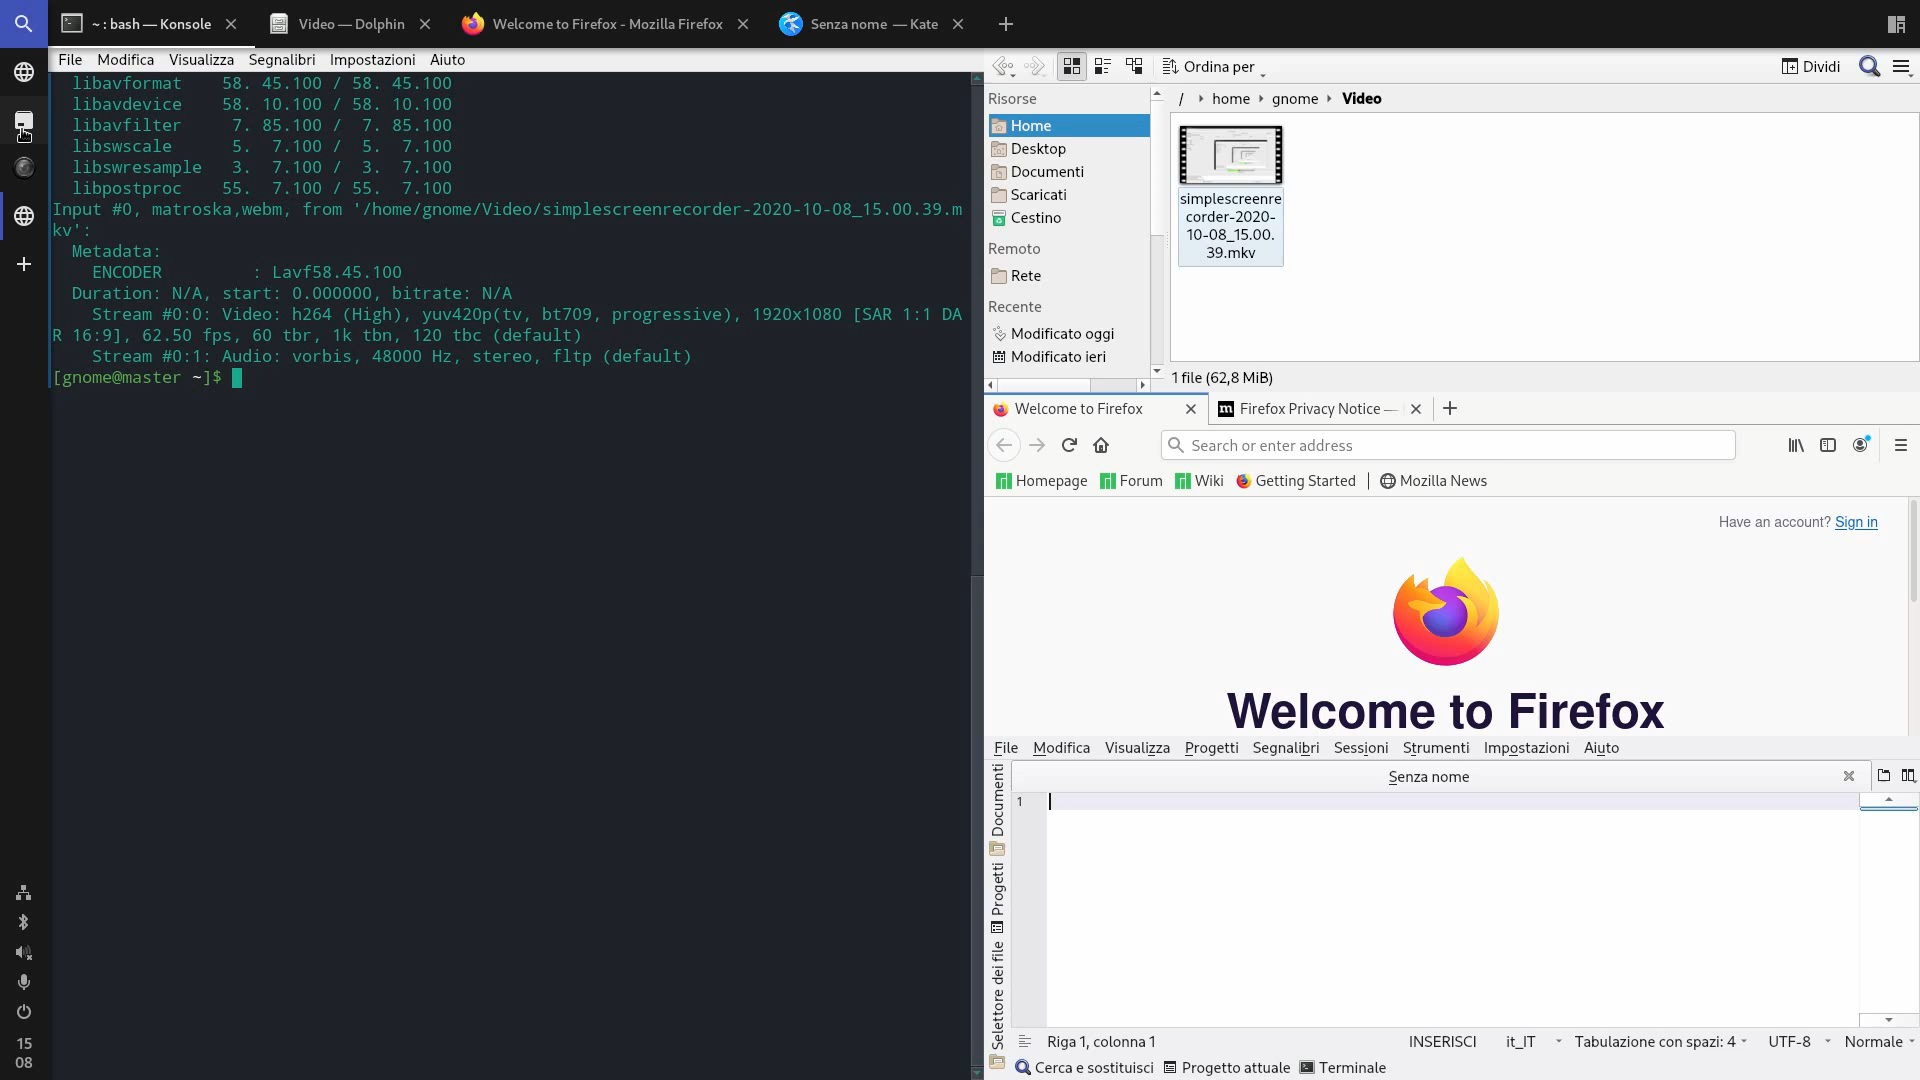 ~ : bash — Konsole
Video — Dolphin
Welcome to Firefox - Mozilla Firefox
Senza nome — Kate
File Modifica Visualizza Segnalibri Impostazioni Aiuto
libavformat 58. 45.100 / 58. 45.100
libavdevice 58. 10.100 / 58. 10.100
libavfilter 7. 85.100 / 7. 85.100
libswscale 5. 7.100 / 5. 7.100
libswresample 3. 7.100 / 3. 7.100
libpostproc 55. 7.100 / 55. 7.100
Input #0, matroska,webm, from '/home/gnome/Video/simplescreenrecorder-2020-10-08_15.00.39.m
kv':
Metadata:
ENCODER : Lavf58.45.100
Duration: N/A, start: 0.000000, bitrate: N/A
Stream #0:0: Video: h264 (High), yuv420p(tv, bt709, progressive), 1920x1080 [SAR 1:1 DA
R 16:9], 62.50 fps, 60 tbr, 1k tbn, 120 tbc (default)
Stream #0:1: Audio: vorbis, 48000 Hz, stereo, fltp (default)
[gnome@master ~]$
15
08
Ordina per
Dividi
Risorse
Home
Desktop
Documenti
Scaricati
Cestino
Remoto
Rete
Recente
Modificato oggi
Modificato ieri
/ home gnome Video
simplescreenre
corder-2020-
10-08_15.00.
39.mkv
1 file (62,8 MiB)
Welcome to Firefox
Firefox Privacy Notice —
Search or enter address
Homepage Forum Wiki Getting Started Mozilla News
Have an account? Sign in
Welcome to Firefox
File Modifica Visualizza Progetti Segnalibri Sessioni Strumenti Impostazioni Aiuto
Documenti
Progetti
Selettore dei file
Senza nome
1
Riga 1, colonna 1 INSERISCI it_IT Tabulazione con spazi: 4 UTF-8 Normale
Cerca e sostituisci Progetto attuale Terminale